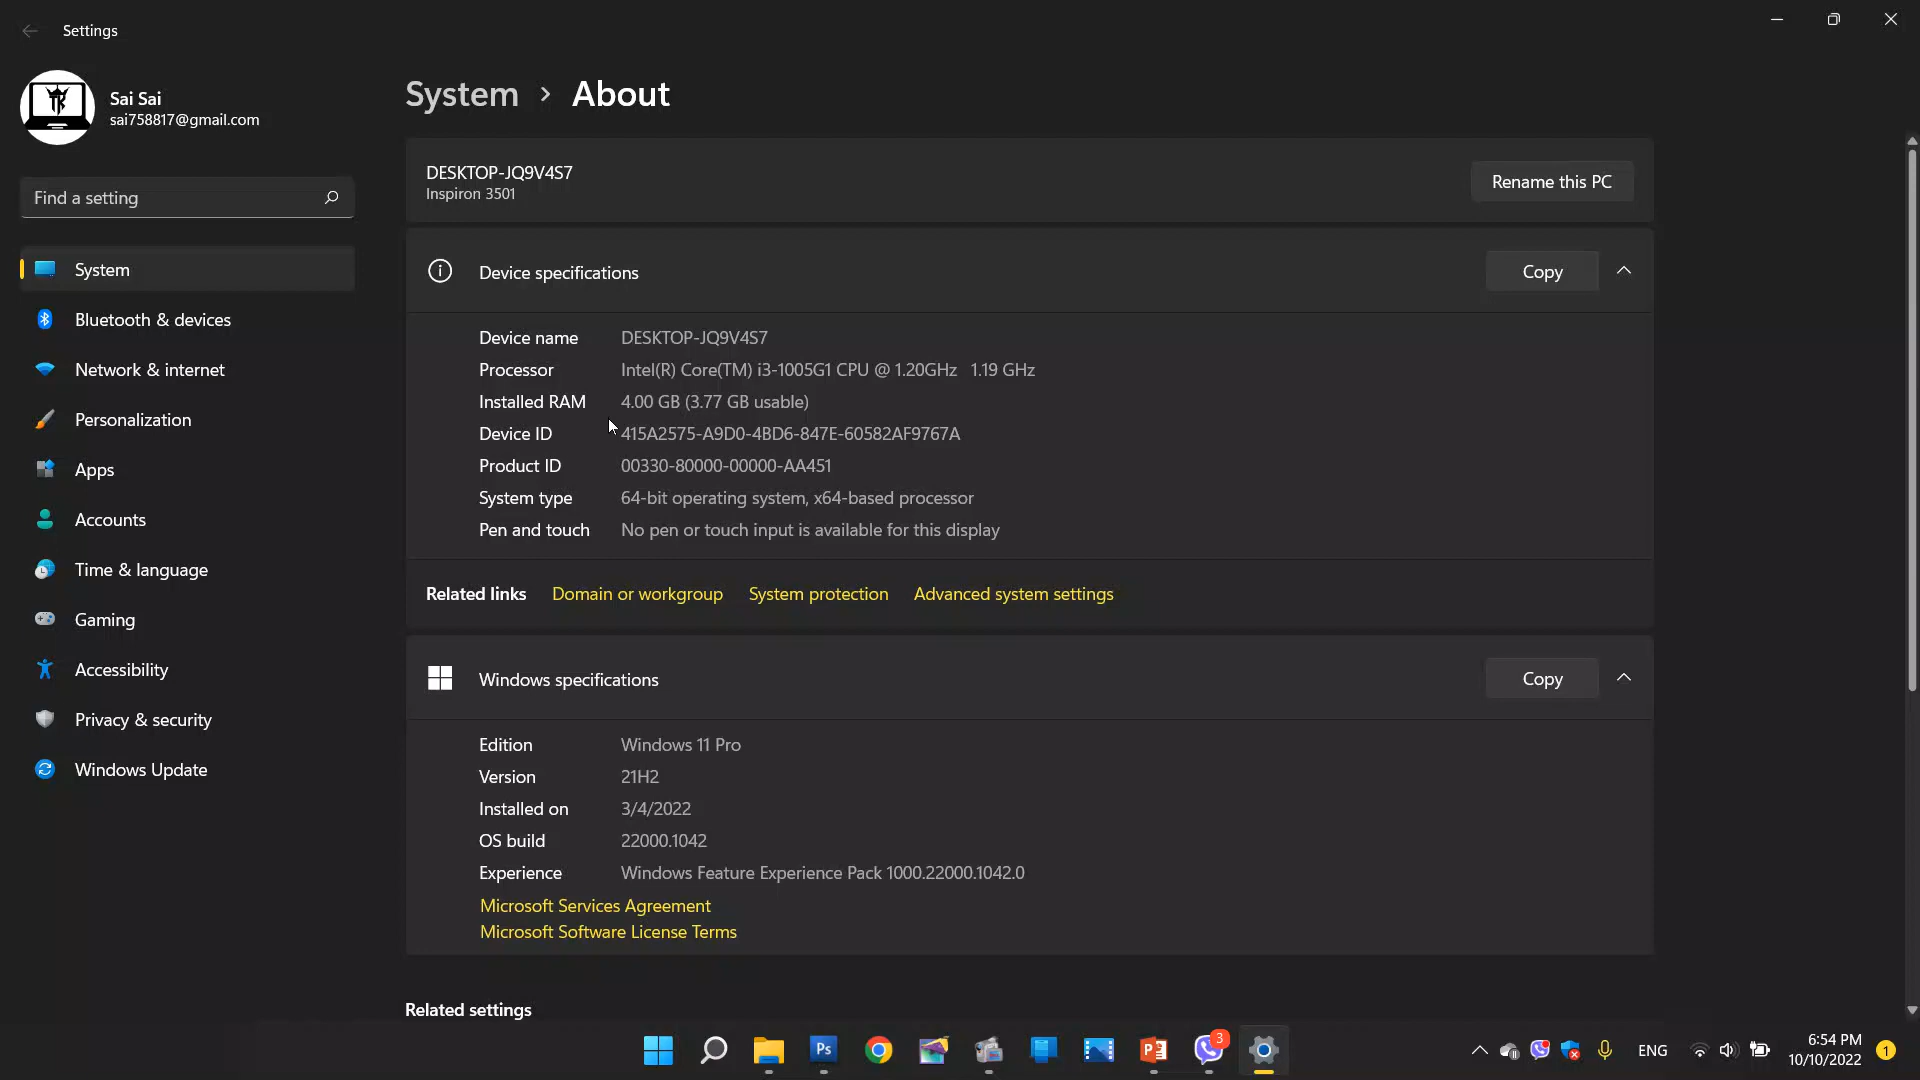 Settings
Sai Sai
sai758817@gmail.com
Find a setting
System
Bluetooth & devices
Network & internet
Personalization
Apps
Accounts
Time & language
Gaming
Accessibility
Privacy & security
Windows Update
System > About
DESKTOP-JQ9V4S7
Inspiron 3501
Rename this PC
Device specifications
Copy
Device name DESKTOP-JQ9V4S7
Processor Intel(R) Core(TM) i3-1005G1 CPU @ 1.20GHz 1.19 GHz
Installed RAM 4.00 GB (3.77 GB usable)
Device ID 415A2575-A9D0-4BD6-847E-60582AF9767A
Product ID 00330-80000-00000-AA451
System type 64-bit operating system, x64-based processor
Pen and touch No pen or touch input is available for this display
Related links Domain or workgroup System protection Advanced system settings
Windows specifications
Copy
Edition Windows 11 Pro
Version 21H2
Installed on 3/4/2022
OS build 22000.1042
Experience Windows Feature Experience Pack 1000.22000.1042.0
Microsoft Services Agreement
Microsoft Software License Terms
Related settings
Ps
P
3
ENG
6:54 PM
10/10/2022
1